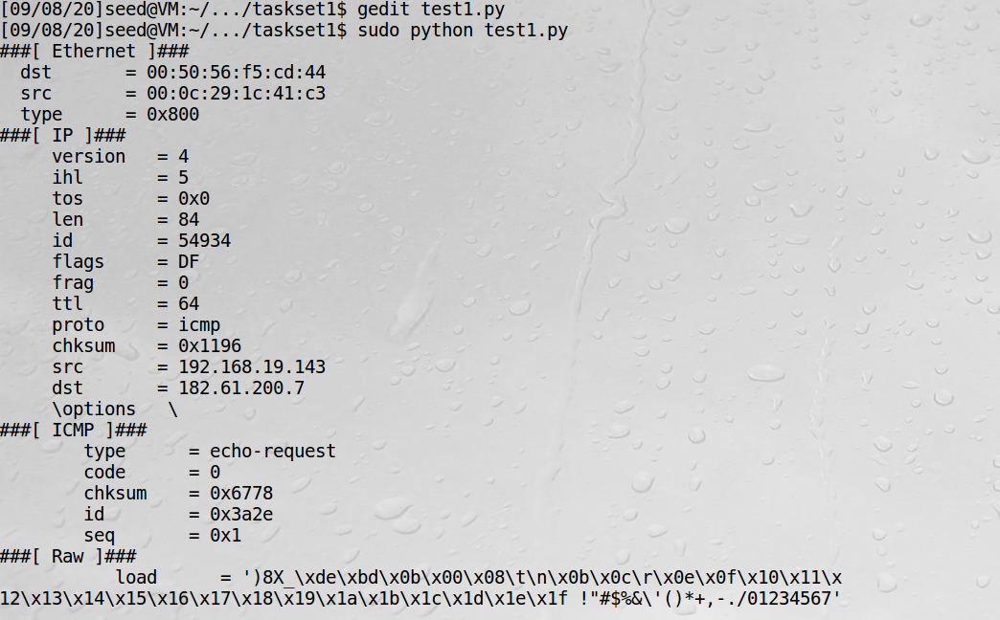 [09/08/20]seed@VM:~/.../taskset1$ gedit test1.py
[09/08/20]seed@VM:~/.../taskset1$ sudo python test1.py
###[ Ethernet ]###
  dst       = 00:50:56:f5:cd:44
  src       = 00:0c:29:1c:41:c3
  type      = 0x800
###[ IP ]###
     version   = 4
     ihl       = 5
     tos       = 0x0
     len       = 84
     id        = 54934
     flags     = DF
     frag      = 0
     ttl       = 64
     proto     = icmp
     chksum    = 0x1196
     src       = 192.168.19.143
     dst       = 182.61.200.7
     \options   \
###[ ICMP ]###
        type      = echo-request
        code      = 0
        chksum    = 0x6778
        id        = 0x3a2e
        seq       = 0x1
###[ Raw ]###
           load      = ')8X_\xde\xbd\x0b\x00\x08\t\n\x0b\x0c\r\x0e\x0f\x10\x11\x
12\x13\x14\x15\x16\x17\x18\x19\x1a\x1b\x1c\x1d\x1e\x1f !"#$%&\'()*+,-./01234567'